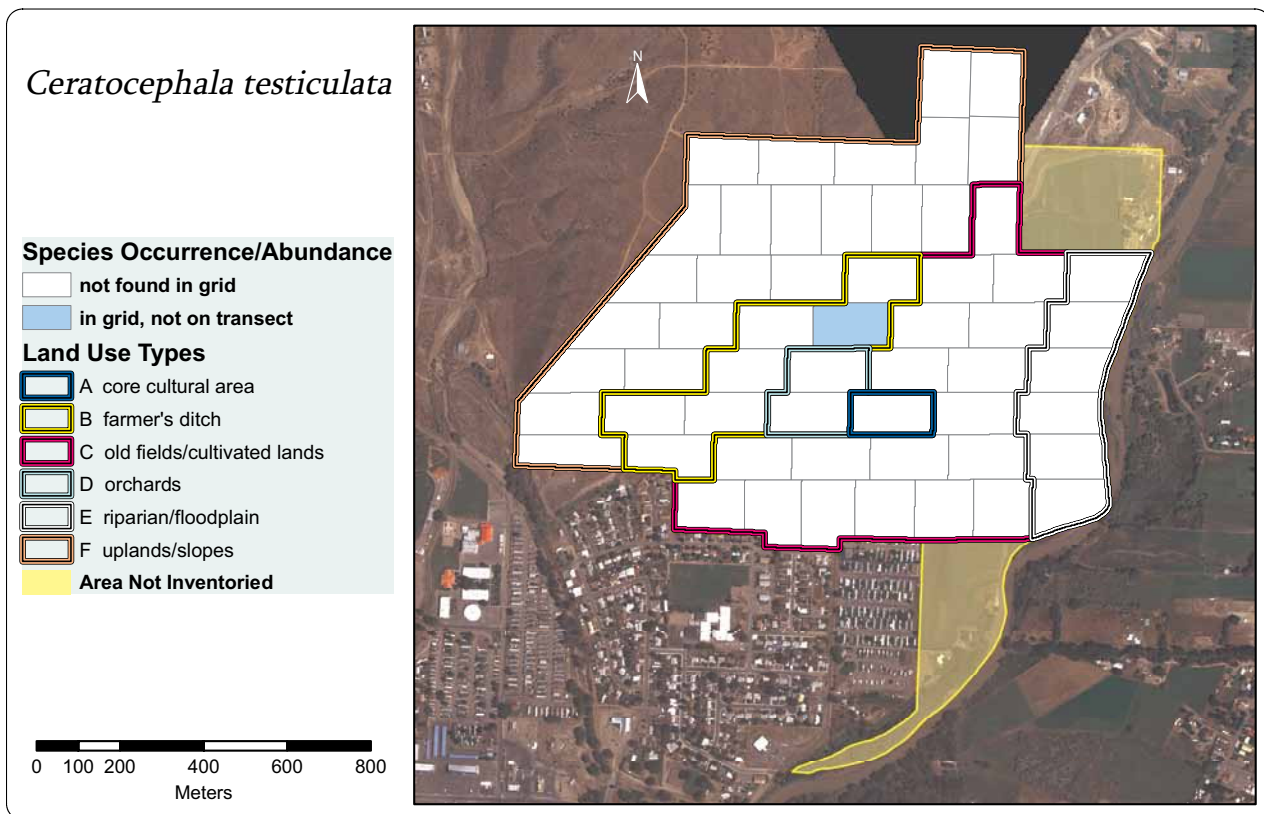 Ceratocephala testiculata
Species Occurrence/Abundance
not found in grid
in grid, not on transect
Land Use Types
A core cultural area
B farmer's ditch
C old fields/cultivated lands
D orchards
E riparian/floodplain
F uplands/slopes
Area Not Inventoried
0 100 200 400 600 800
Meters
N